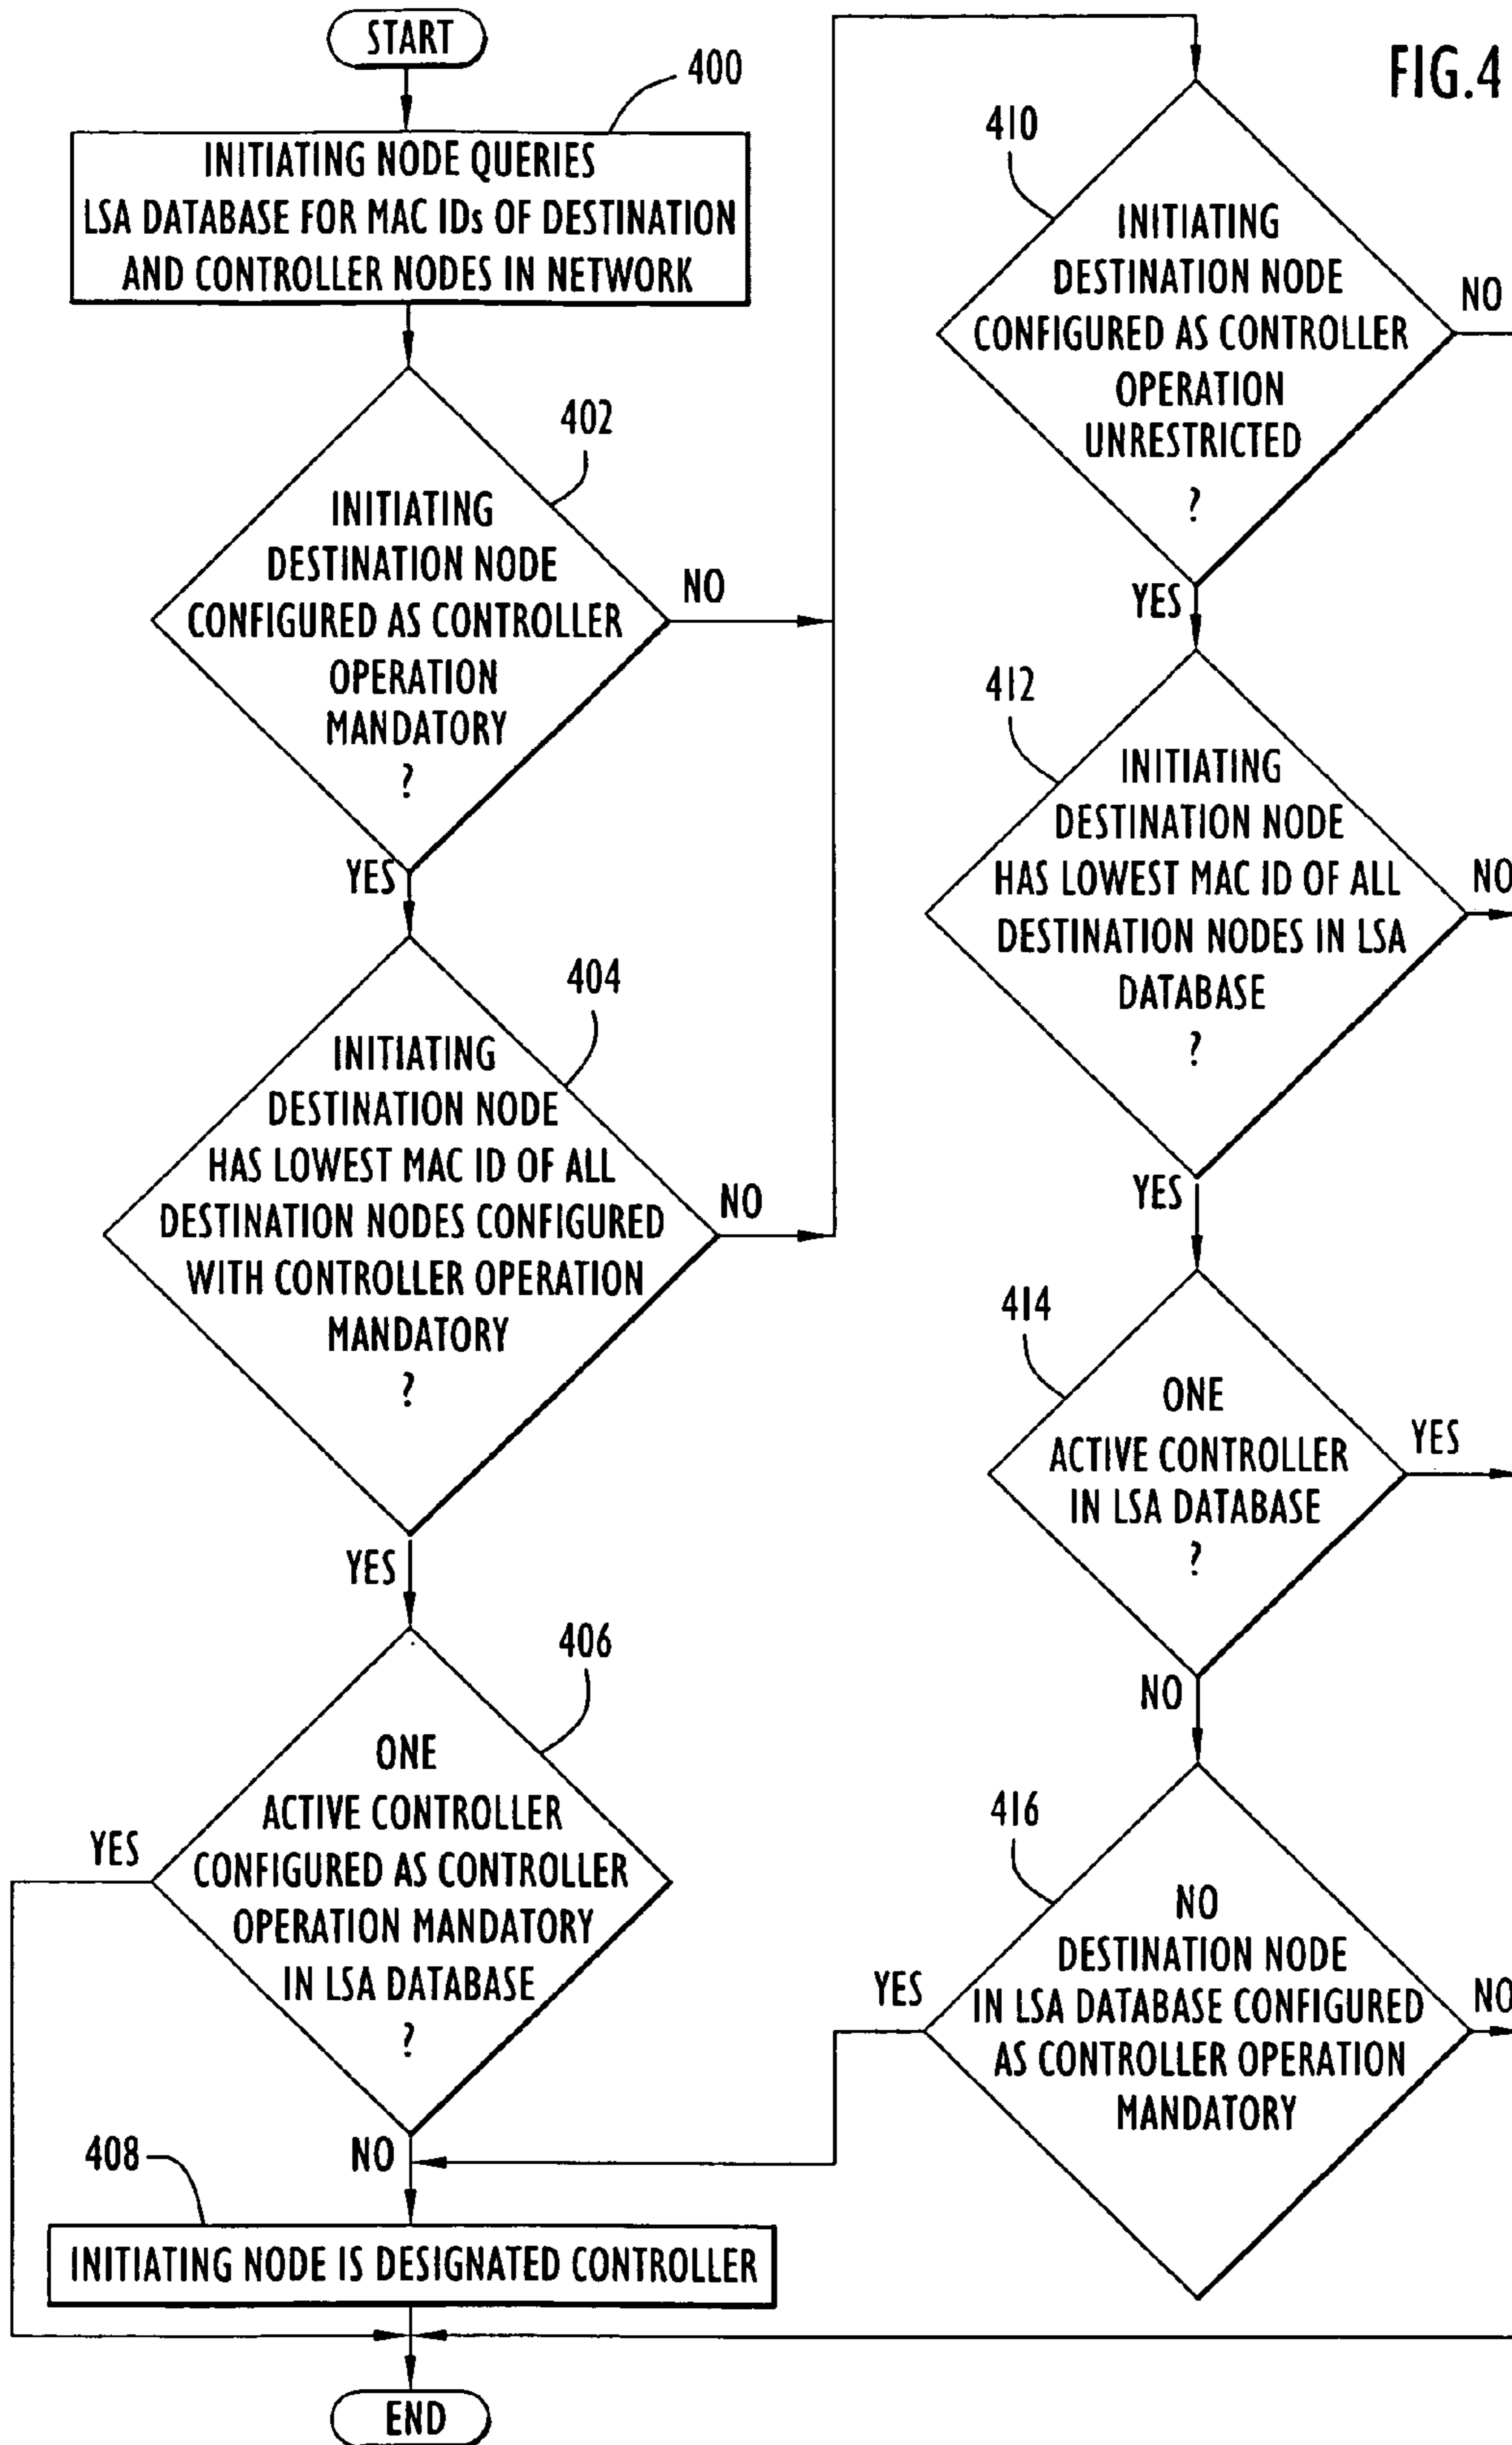 FIG.4
START
400
INITIATING NODE QUERIES
LSA DATABASE FOR MAC IDs OF DESTINATION
AND CONTROLLER NODES IN NETWORK
402
INITIATING
DESTINATION NODE
CONFIGURED AS CONTROLLER
OPERATION
MANDATORY
?
NO
YES
404
INITIATING
DESTINATION NODE
HAS LOWEST MAC ID OF ALL
DESTINATION NODES CONFIGURED
WITH CONTROLLER OPERATION
MANDATORY
?
NO
YES
406
ONE
ACTIVE CONTROLLER
CONFIGURED AS CONTROLLER
OPERATION MANDATORY
IN LSA DATABASE
?
YES
NO
408
INITIATING NODE IS DESIGNATED CONTROLLER
END
410
INITIATING
DESTINATION NODE
CONFIGURED AS CONTROLLER
OPERATION
UNRESTRICTED
?
NO
YES
412
INITIATING
DESTINATION NODE
HAS LOWEST MAC ID OF ALL
DESTINATION NODES IN LSA
DATABASE
?
NO
YES
414
ONE
ACTIVE CONTROLLER
IN LSA DATABASE
?
YES
NO
416
NO
DESTINATION NODE
IN LSA DATABASE CONFIGURED
AS CONTROLLER OPERATION
MANDATORY
YES
NO